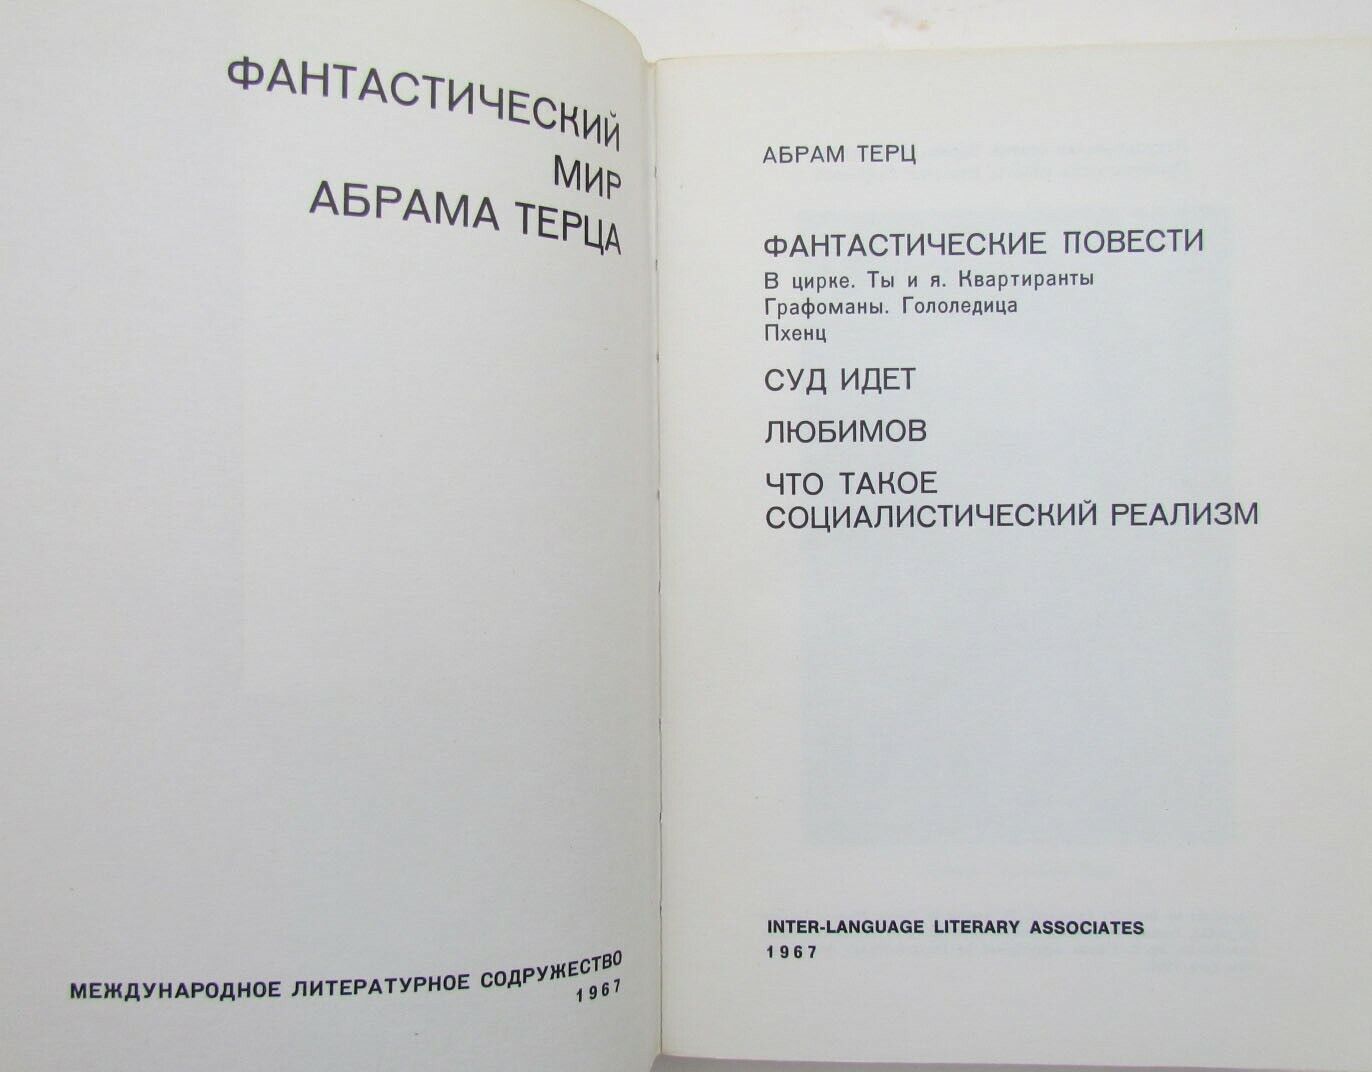 ФАНТАСТИЧЕСКИЙ
МИР
АБРАМА ТЕРЦА
МЕЖДУНАРОДНОЕ ЛИТЕРАТУРНОЕ СОДРУЖЕСТВО
1967
АБРАМ ТЕРЦ
ФАНТАСТИЧЕСКИЕ ПОВЕСТИ
В цирке. Ты и я. Квартиранты
Графоманы. Гололедица
Пхенц
СУД ИДЕТ
ЛЮБИМОВ
ЧТО ТАКОЕ
СОЦИАЛИСТИЧЕСКИЙ РЕАЛИЗМ
INTER-LANGUAGE LITERARY ASSOCIATES
1967